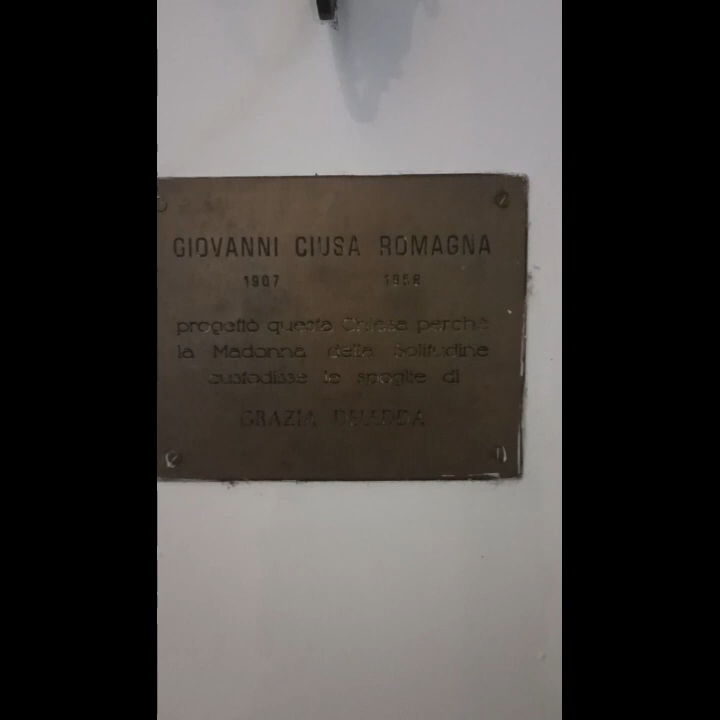 GIOVANNI CIUSA ROMAGNA
1907 1958
progettò questa Chiesa perchè
la Madonna della Solitudine
custodisse le spoglie di
GRAZIA DELEDDA